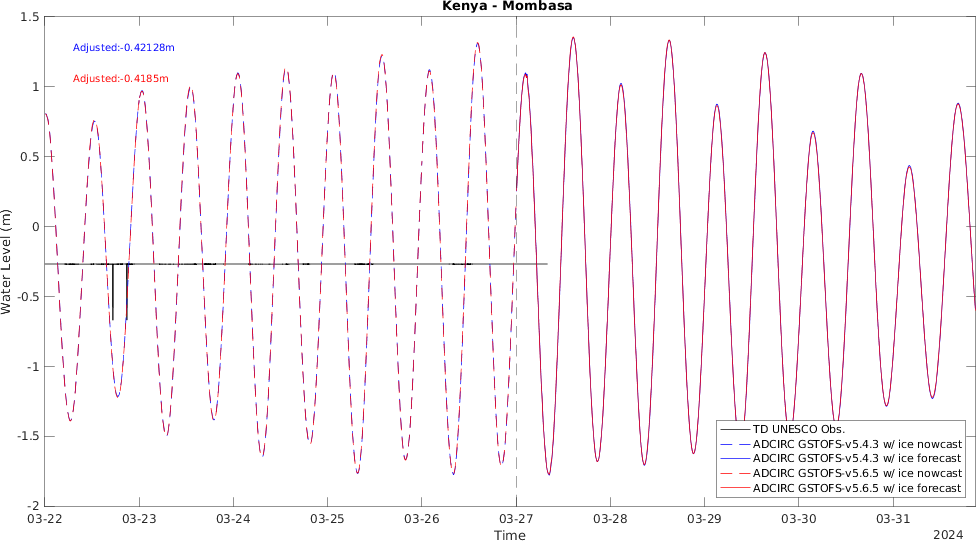 Kenya - Mombasa
1.5
1
0.5
0
-0.5
-1
-1.5
-2
Water Level (m)
Adjusted:-0.42128m
Adjusted:-0.4185m
TD UNESCO Obs.
ADCIRC GSTOFS-v5.4.3 w/ ice nowcast
ADCIRC GSTOFS-v5.4.3 w/ ice forecast
ADCIRC GSTOFS-v5.6.5 w/ ice nowcast
ADCIRC GSTOFS-v5.6.5 w/ ice forecast
03-22 03-23 03-24 03-25 03-26 03-27 03-28 03-29 03-30 03-31
Time
2024